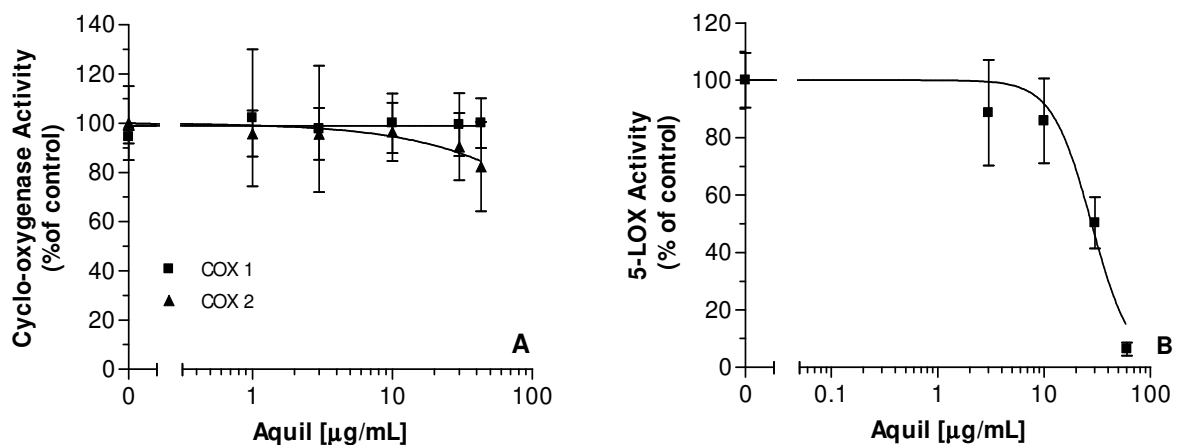 Cyclo-oxygenase Activity
(%of control)
140
120
100
80
60
40
20
0
COX 1
COX 2
A
0
1
10
100
Aquil [µg/mL]
5-LOX Activity
(% of control)
120
100
80
60
40
20
0
B
0
0.1
1
10
100
Aquil [µg/mL]